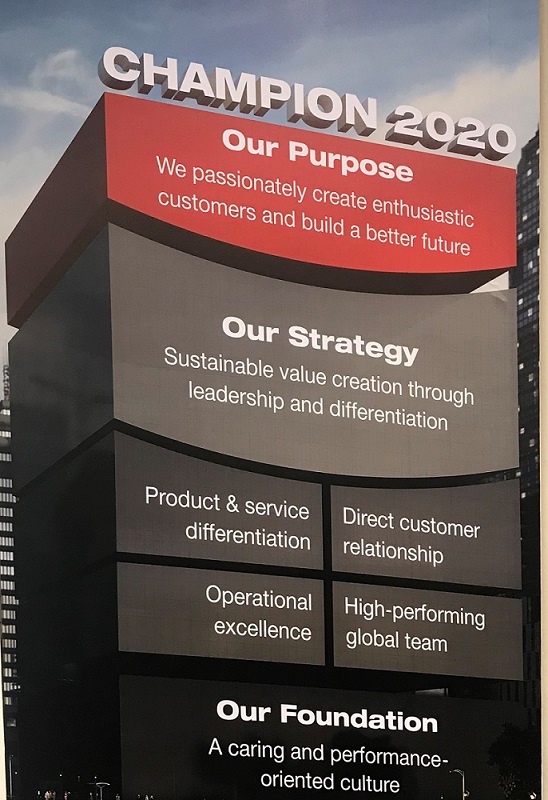 CHAMPION 2020
Our Purpose
We passionately create enthusiastic
customers and build a better future
Our Strategy
Sustainable value creation through
leadership and differentiation
Product & service
differentiation
Direct customer
relationship
Operational
excellence
High-performing
global team
Our Foundation
A caring and performance-
oriented culture